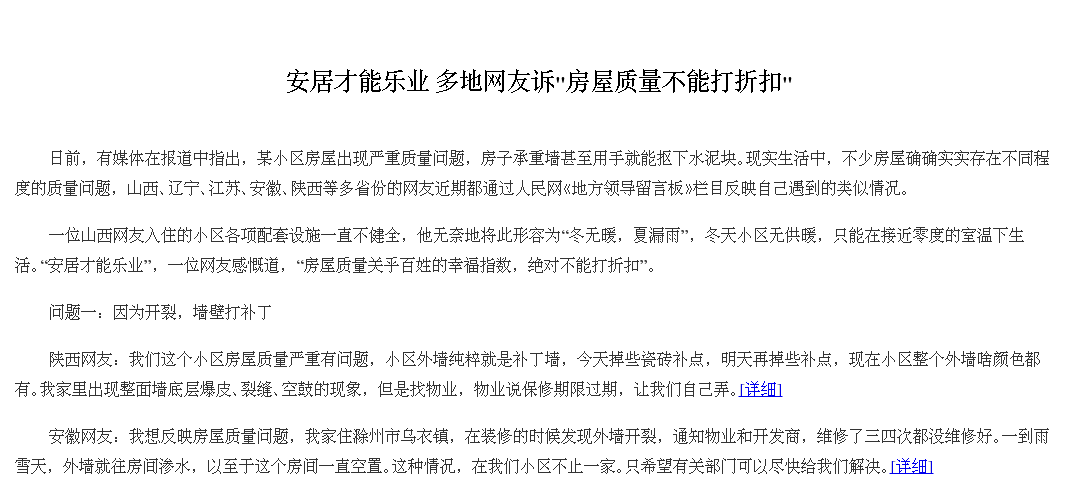 安居才能乐业 多地网友诉"房屋质量不能打折扣"
日前，有媒体在报道中指出，某小区房屋出现严重质量问题，房子承重墙甚至用手就能抠下水泥块。现实生活中，不少房屋确确实实存在不同程
度的质量问题，山西、辽宁、江苏、安徽、陕西等多省份的网友近期都通过人民网《地方领导留言板》栏目反映自己遇到的类似情况。
一位山西网友入住的小区各项配套设施一直不健全，他无奈地将此形容为“冬无暖，夏漏雨”，冬天小区无供暖，只能在接近零度的室温下生
活。“安居才能乐业”，一位网友感慨道，“房屋质量关乎百姓的幸福指数，绝对不能打折扣”。
问题一：因为开裂，墙壁打补丁
陕西网友：我们这个小区房屋质量严重有问题，小区外墙纯粹就是补丁墙，今天掉些瓷砖补点，明天再掉些补点，现在小区整个外墙啥颜色都
有。我家里出现整面墙底层爆皮、裂缝、空鼓的现象，但是找物业，物业说保修期限过期，让我们自己弄。[详细]
安徽网友：我想反映房屋质量问题，我家住滁州市乌衣镇，在装修的时候发现外墙开裂，通知物业和开发商，维修了三四次都没维修好。一到雨
雪天，外墙就往房间渗水，以至于这个房间一直空置。这种情况，在我们小区不止一家。只希望有关部门可以尽快给我们解决。[详细]